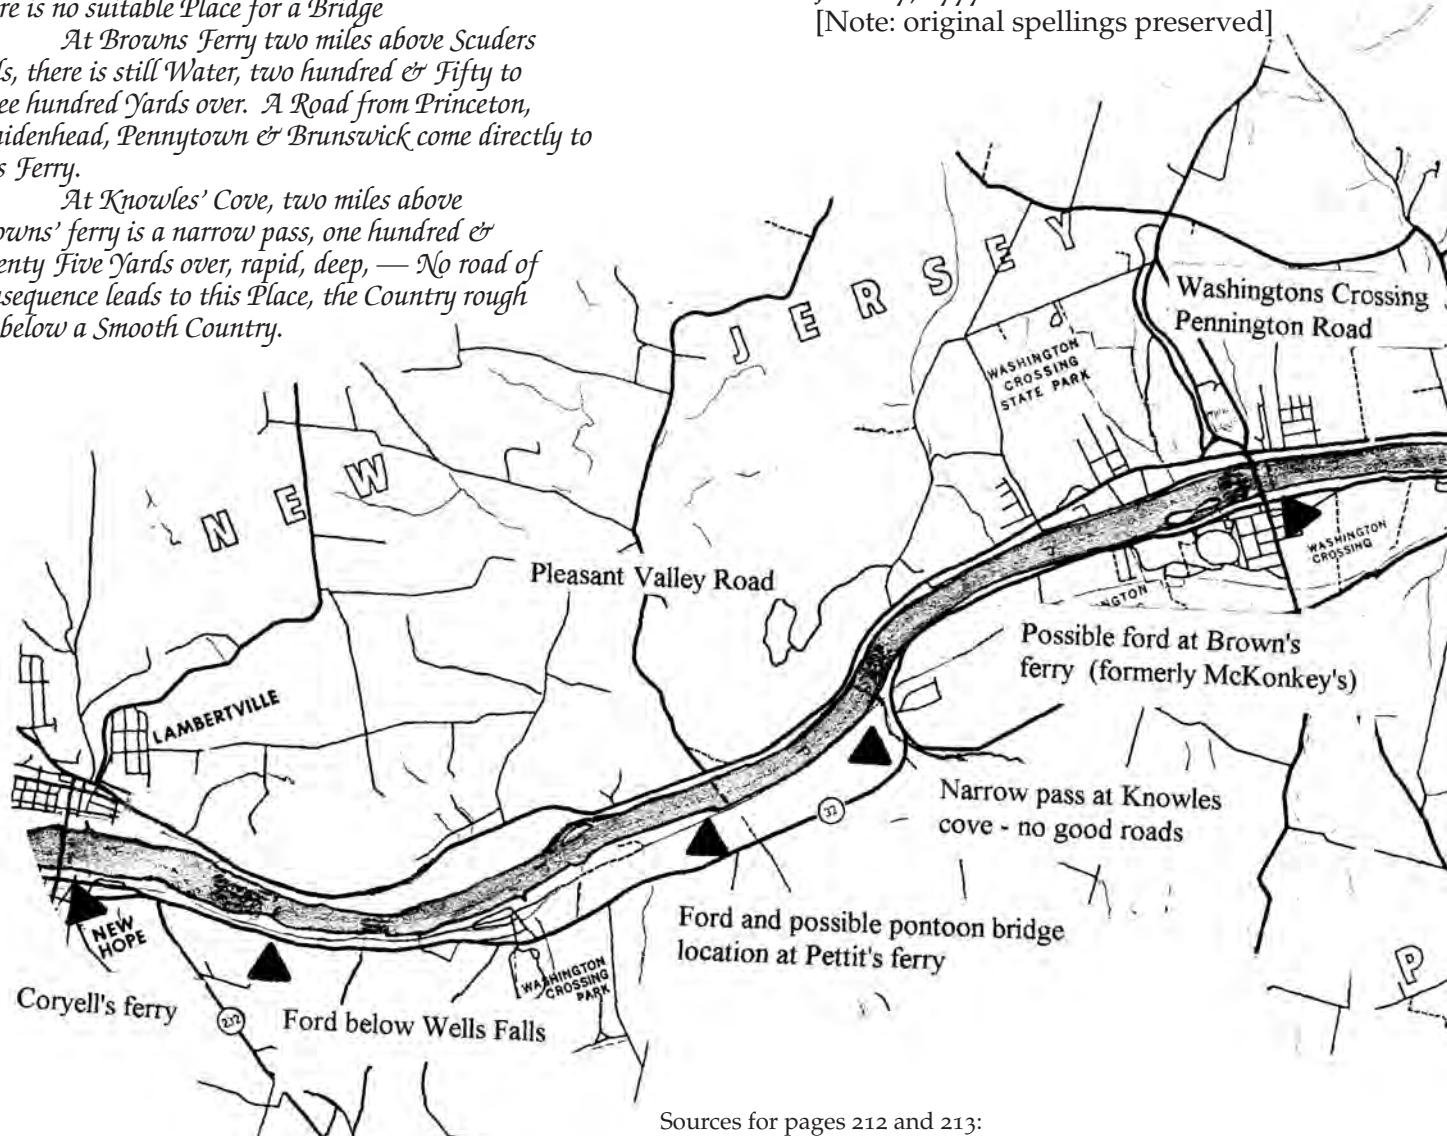 re is no suitable Place for a Bridge
At Browns Ferry two miles above Scuders
ls, there is still Water, two hundred & Fifty to
ee hundred Yards over. A Road from Princeton,
aidenhead, Pennytown & Brunswick come directly to
s Ferry.
At Knowles' Cove, two miles above
owns' ferry is a narrow pass, one hundred &
enty Five Yards over, rapid, deep, — No road of
sequence leads to this Place, the Country rough
below a Smooth Country.
[Note: original spellings preserved]
NEW JERSEY
Washingtons Crossing
Pennington Road
WASHINGTON
CROSSING
STATE PARK
Pleasant Valley Road
WASHINGTON
CROSSING
NGTON
Possible ford at Brown's
ferry (formerly McKonkey's)
LAMBERTVILLE
Narrow pass at Knowles
cove - no good roads
32
Ford and possible pontoon bridge
location at Pettit's ferry
NEW
HOPE
WASHINGTON
CROSSING
PARK
P
Coryell's ferry
232
Ford below Wells Falls
Sources for pages 212 and 213: